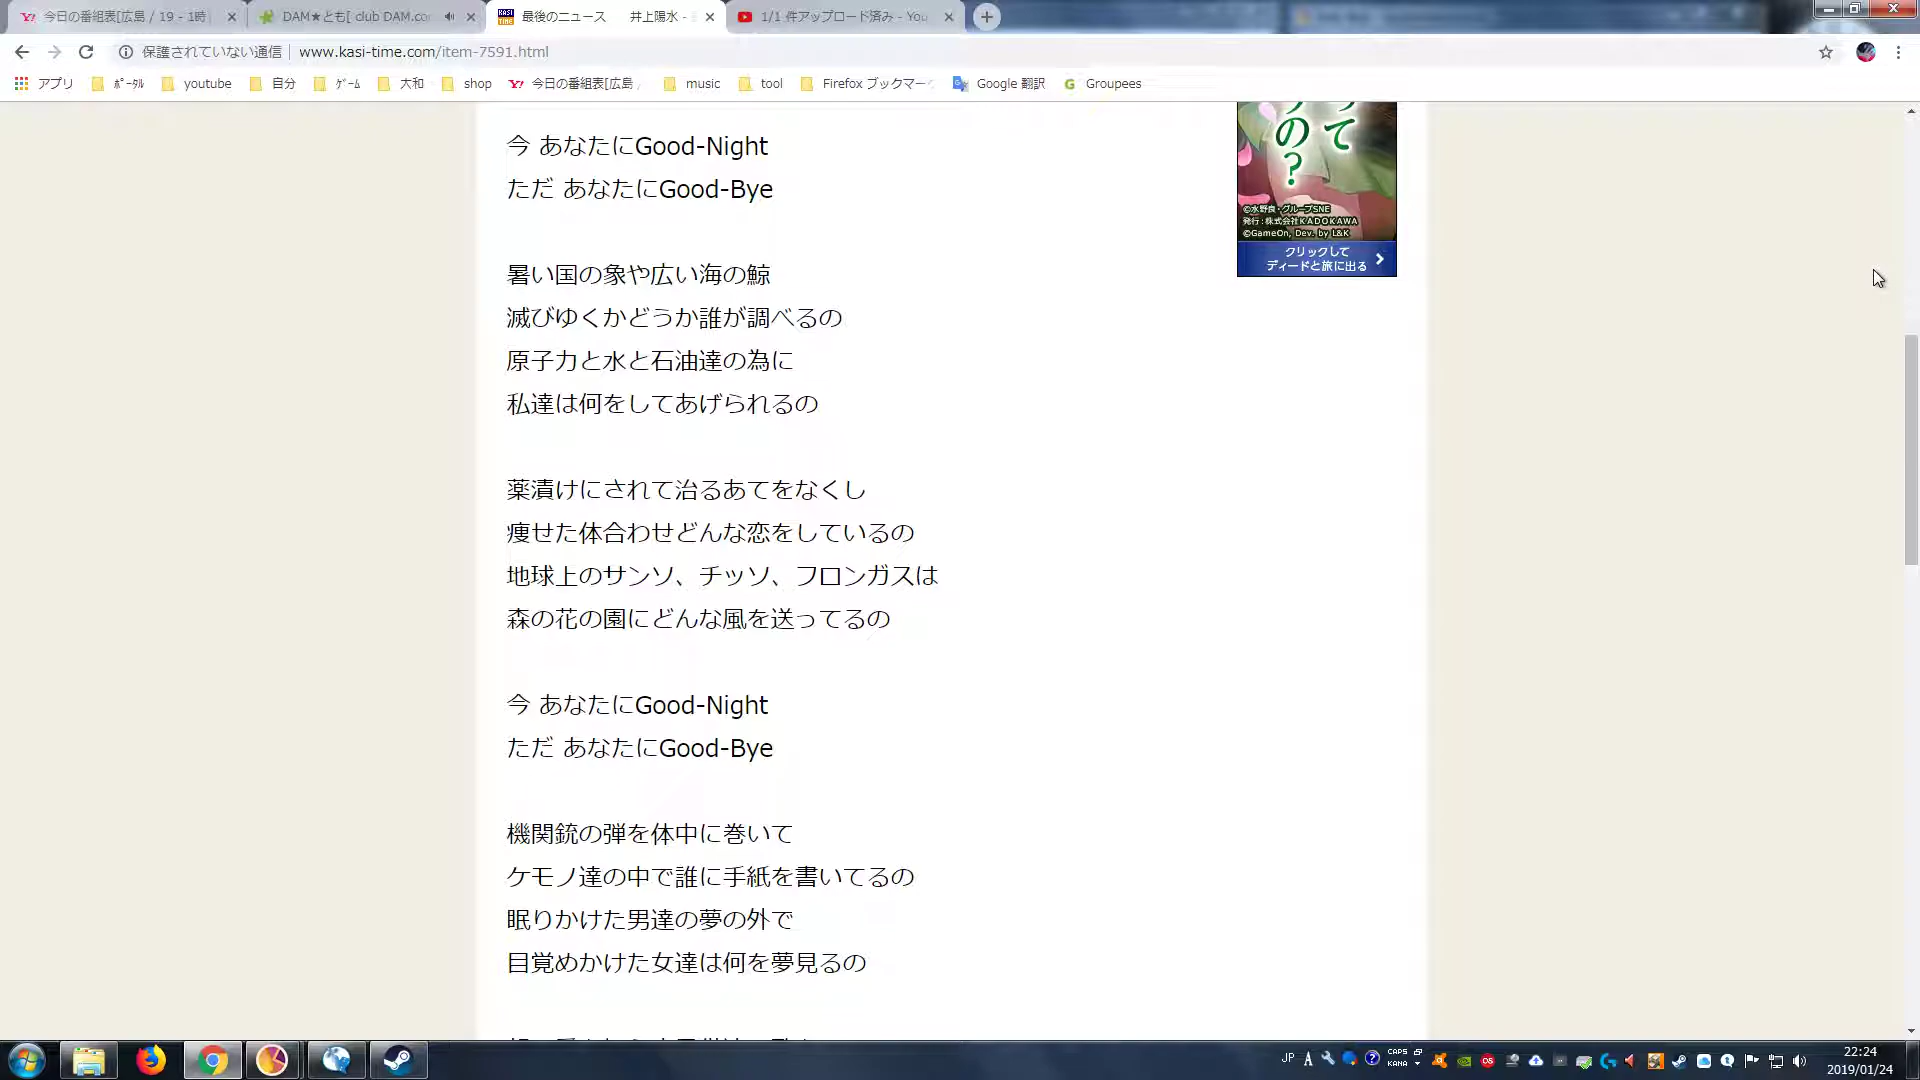 今日の番組表[広島 / 19 - 1時
DAM★とも[ club DAM.co
最後のニュース 井上陽水 -
1/1 件アップロード済み - You
保護されていない通信 www.kasi-time.com/item-7591.html
アプリ ﾎﾟｰﾀﾙ youtube 自分 ｹﾞｰﾑ 大和 shop 今日の番組表[広島 / music tool Firefox ブックマーク Google 翻訳 Groupees
今 あなたにGood-Night
ただ あなたにGood-Bye
暑い国の象や広い海の鯨
滅びゆくかどうか誰が調べるの
原子力と水と石油達の為に
私達は何をしてあげられるの
薬漬けにされて治るあてをなくし
痩せた体合わせどんな恋をしているの
地球上のサンソ、チッソ、フロンガスは
森の花の園にどんな風を送ってるの
今 あなたにGood-Night
ただ あなたにGood-Bye
機関銃の弾を体中に巻いて
ケモノ達の中で誰に手紙を書いてるの
眠りかけた男達の夢の外で
目覚めかけた女達は何を夢見るの
って
の?
©水野良・グループSNE
発行:株式会社KADOKAWA
©GameOn, Dev. by L&K
クリックして
ディードと旅に出る
JP A CAPS
KANA
22:24
2019/01/24